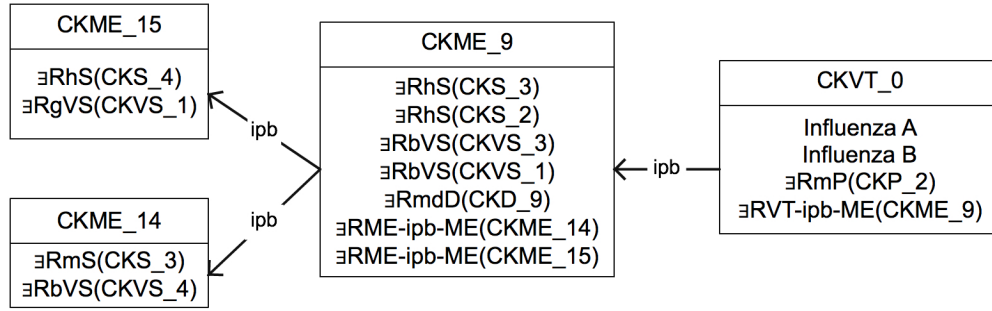 CKME_15
∃RhS(CKS_4)
∃RgVS(CKVS_1)
ipb
CKME_14
∃RmS(CKS_3)
∃RbVS(CKVS_4)
ipb
CKME_9
∃RhS(CKS_3)
∃RhS(CKS_2)
∃RbVS(CKVS_3)
∃RbVS(CKVS_1)
∃RmdD(CKD_9)
∃RME-ipb-ME(CKME_14)
∃RME-ipb-ME(CKME_15)
ipb
CKVT_0
Influenza A
Influenza B
∃RmP(CKP_2)
∃RVT-ipb-ME(CKME_9)